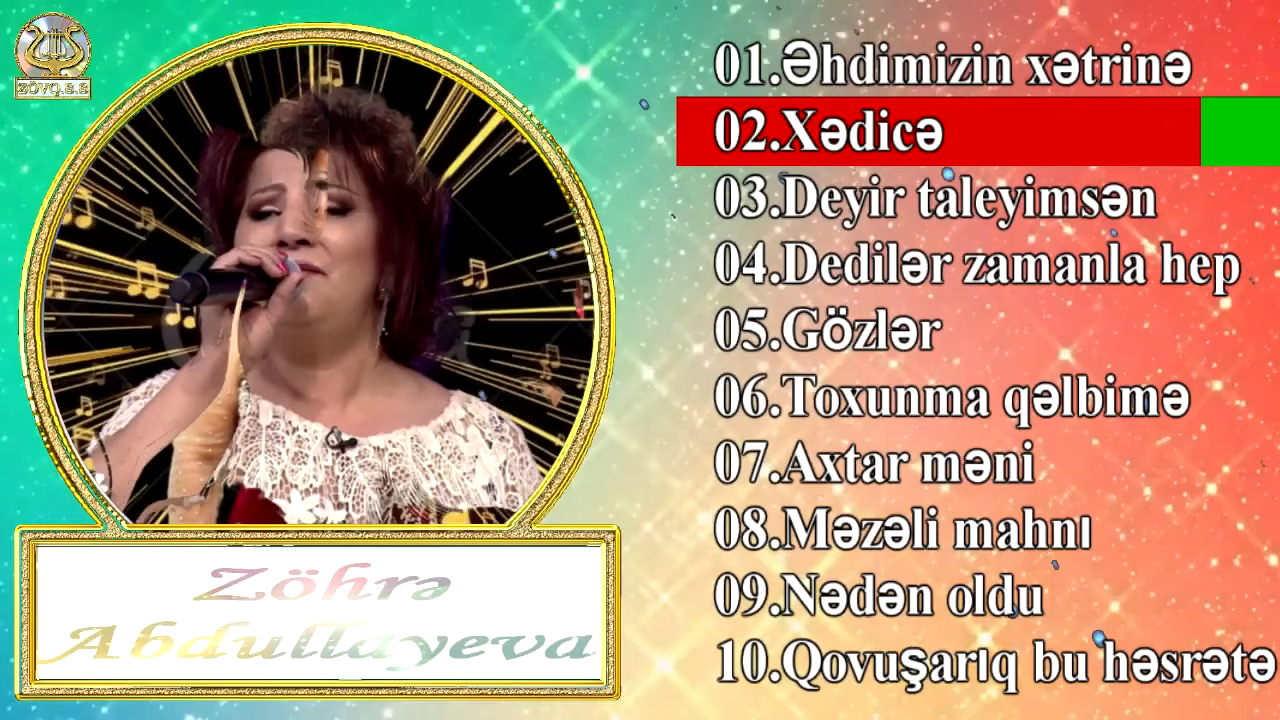 ZÖVQ.S.S
01.Əhdimizin xətrinə
02.Xədicə
03.Deyir taleyimsən
04.Dedilər zamanla hep
05.Gözlər
06.Toxunma qəlbimə
07.Axtar məni
08.Məzəli mahnı
09.Nədən oldu
10.Qovuşarıq bu həsrətə
Zöhrə
Abdullayeva